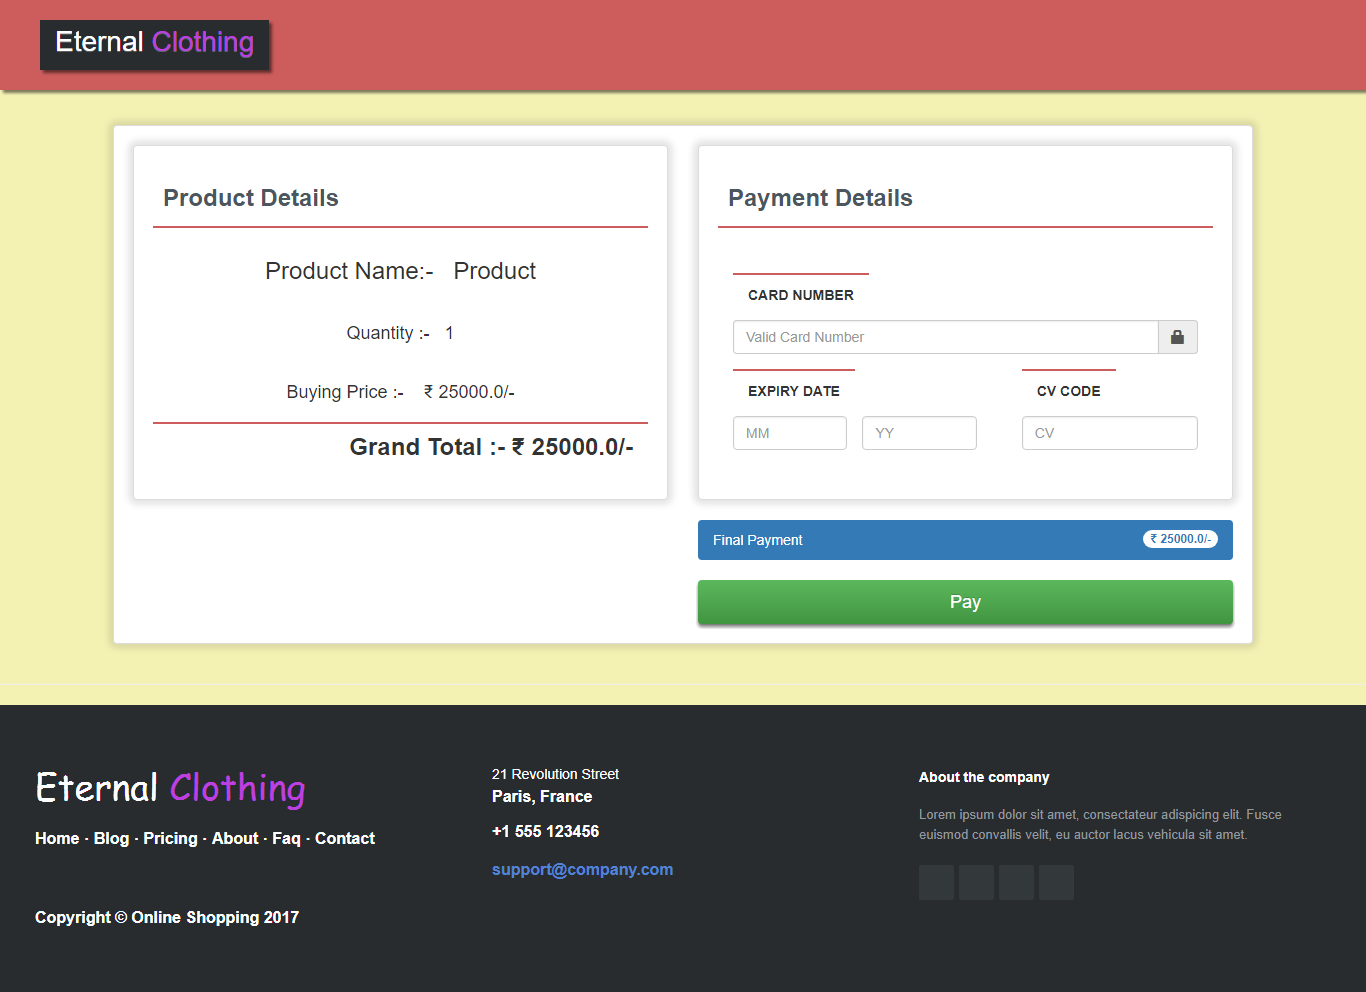 Eternal Clothing
Product Details
Product Name:- Product
Quantity :- 1
Buying Price :- ₹ 25000.0/-
Grand Total :- ₹ 25000.0/-
Payment Details
CARD NUMBER
Valid Card Number
EXPIRY DATE
CV CODE
MM
YY
CV
Final Payment
₹ 25000.0/-
Pay
Eternal Clothing
Home · Blog · Pricing · About · Faq · Contact
Copyright © Online Shopping 2017
21 Revolution Street
Paris, France
+1 555 123456
support@company.com
About the company
Lorem ipsum dolor sit amet, consectateur adispicing elit. Fusce
euismod convallis velit, eu auctor lacus vehicula sit amet.